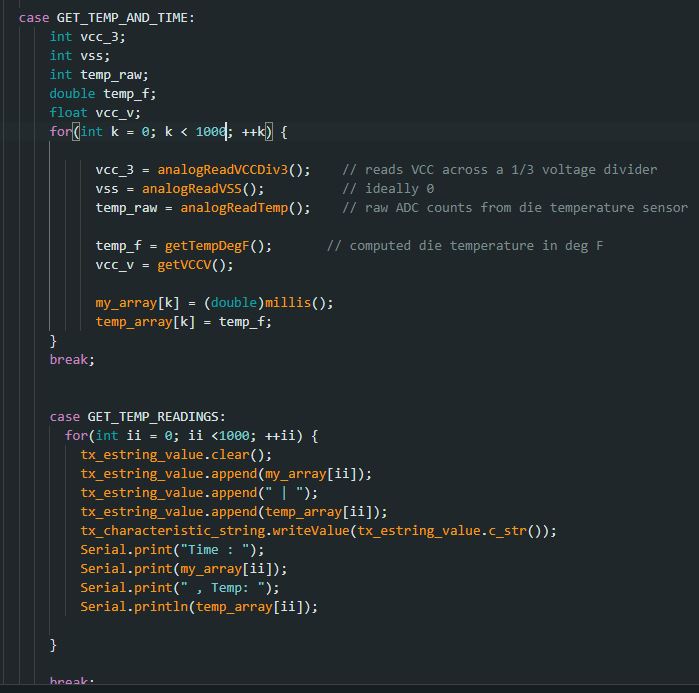 case GET_TEMP_AND_TIME:
int vcc_3;
int vss;
int temp_raw;
double temp_f;
float vcc_v;
for(int k = 0; k < 1000; ++k) {
vcc_3 = analogReadVCCDiv3();    // reads VCC across a 1/3 voltage divider
vss = analogReadVSS();          // ideally 0
temp_raw = analogReadTemp();    // raw ADC counts from die temperature sensor
temp_f = getTempDegF();       // computed die temperature in deg F
vcc_v = getVCCV();
my_array[k] = (double)millis();
temp_array[k] = temp_f;
}
break;
case GET_TEMP_READINGS:
for(int ii = 0; ii <1000; ++ii) {
tx_estring_value.clear();
tx_estring_value.append(my_array[ii]);
tx_estring_value.append(" | ");
tx_estring_value.append(temp_array[ii]);
tx_characteristic_string.writeValue(tx_estring_value.c_str());
Serial.print("Time : ");
Serial.print(my_array[ii]);
Serial.print(" , Temp: ");
Serial.println(temp_array[ii]);
}
break;